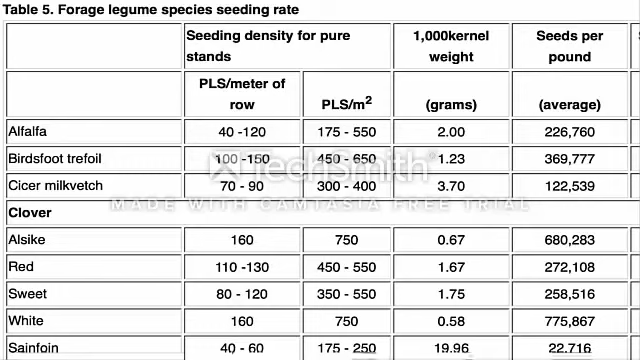 Table 5. Forage legume species seeding rate
Seeding density for pure stands 1,000kernel weight Seeds per pound
PLS/meter of row PLS/m2 (grams) (average)
Alfalfa 40 -120 175 - 550 2.00 226,760
Birdsfoot trefoil 100 -150 450 - 650 1.23 369,777
Cicer milkvetch 70 - 90 300 - 400 3.70 122,539
TechSmith
MADE WITH CAMTASIA FREE TRIAL
Clover
Alsike 160 750 0.67 680,283
Red 110 -130 450 - 550 1.67 272,108
Sweet 80 - 120 350 - 550 1.75 258,516
White 160 750 0.58 775,867
Sainfoin 40 - 60 175 - 250 19.96 22,716